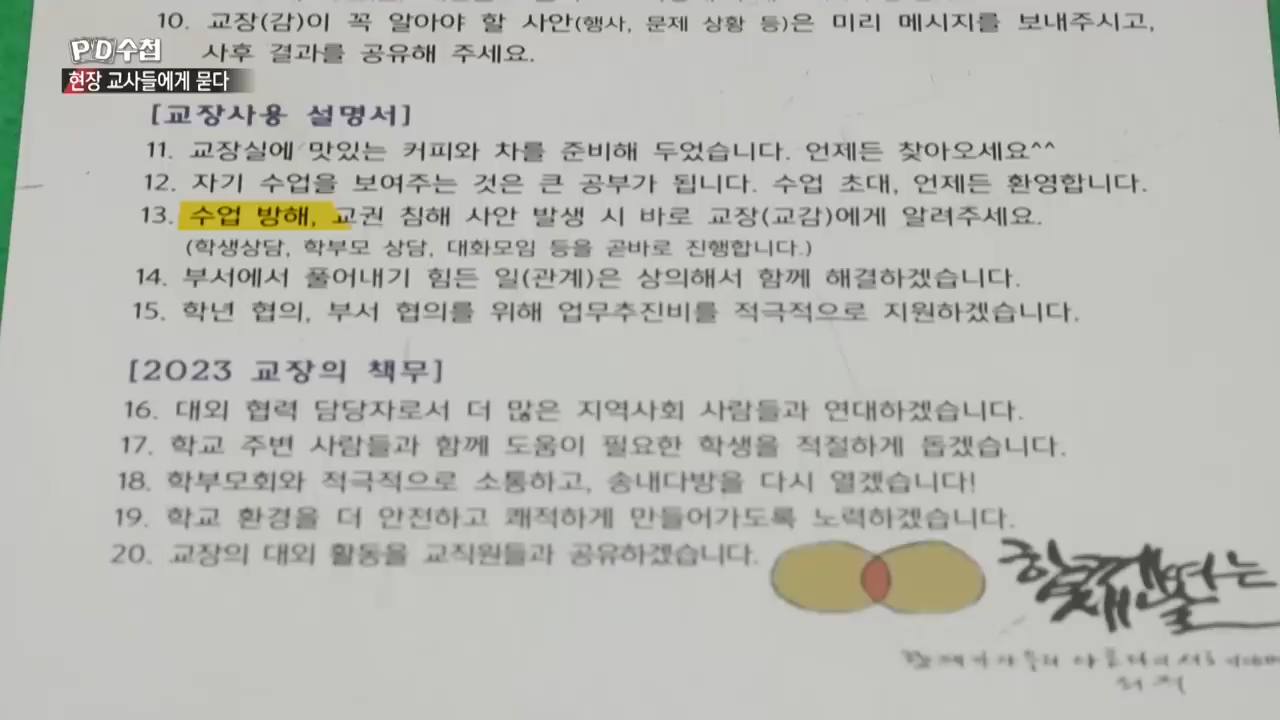 PD수첩
현장 교사들에게 묻다
10. 교장(감)이 꼭 알아야 할 사안(행사, 문제 상황 등)은 미리 메시지를 보내주시고,
사후 결과를 공유해 주세요.
[교장사용 설명서]
11. 교장실에 맛있는 커피와 차를 준비해 두었습니다. 언제든 찾아오세요^^
12. 자기 수업을 보여주는 것은 큰 공부가 됩니다. 수업 초대, 언제든 환영합니다.
13. 수업 방해, 교권 침해 사안 발생 시 바로 교장(교감)에게 알려주세요.
(학생상담, 학부모 상담, 대화모임 등을 곧바로 진행합니다.)
14. 부서에서 풀어내기 힘든 일(관계)은 상의해서 함께 해결하겠습니다.
15. 학년 협의, 부서 협의를 위해 업무추진비를 적극적으로 지원하겠습니다.
[2023 교장의 책무]
16. 대외 협력 담당자로서 더 많은 지역사회 사람들과 연대하겠습니다.
17. 학교 주변 사람들과 함께 도움이 필요한 학생을 적절하게 돕겠습니다.
18. 학부모회와 적극적으로 소통하고, 송내다방을 다시 열겠습니다!
19. 학교 환경을 더 안전하고 쾌적하게 만들어가도록 노력하겠습니다.
20. 교장의 대외 활동을 교직원들과 공유하겠습니다.